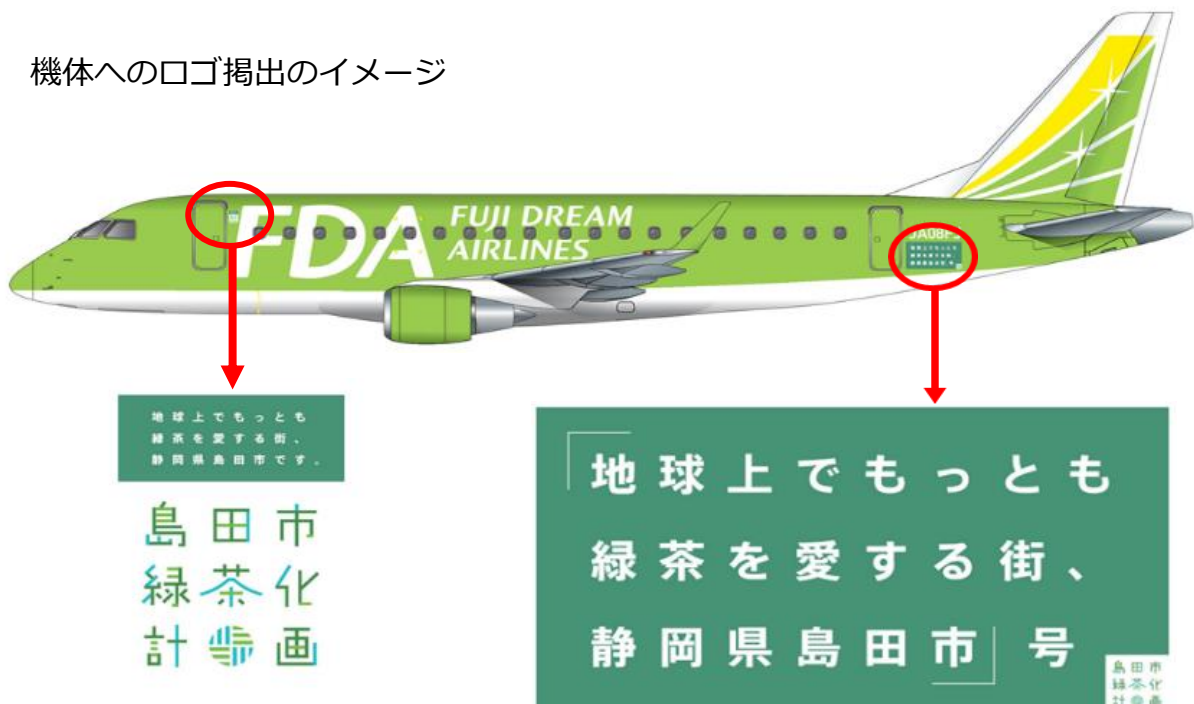 機体へのロゴ掲出のイメージ
FDA
FUJI DREAM
AIRLINES
JA08FJ
地球上でもっとも
緑茶を愛する街、
静岡県島田市です。
島田市
緑茶化
計画
「地球上でもっとも
緑茶を愛する街、
静岡県島田市」号
島田市
緑茶化
計画